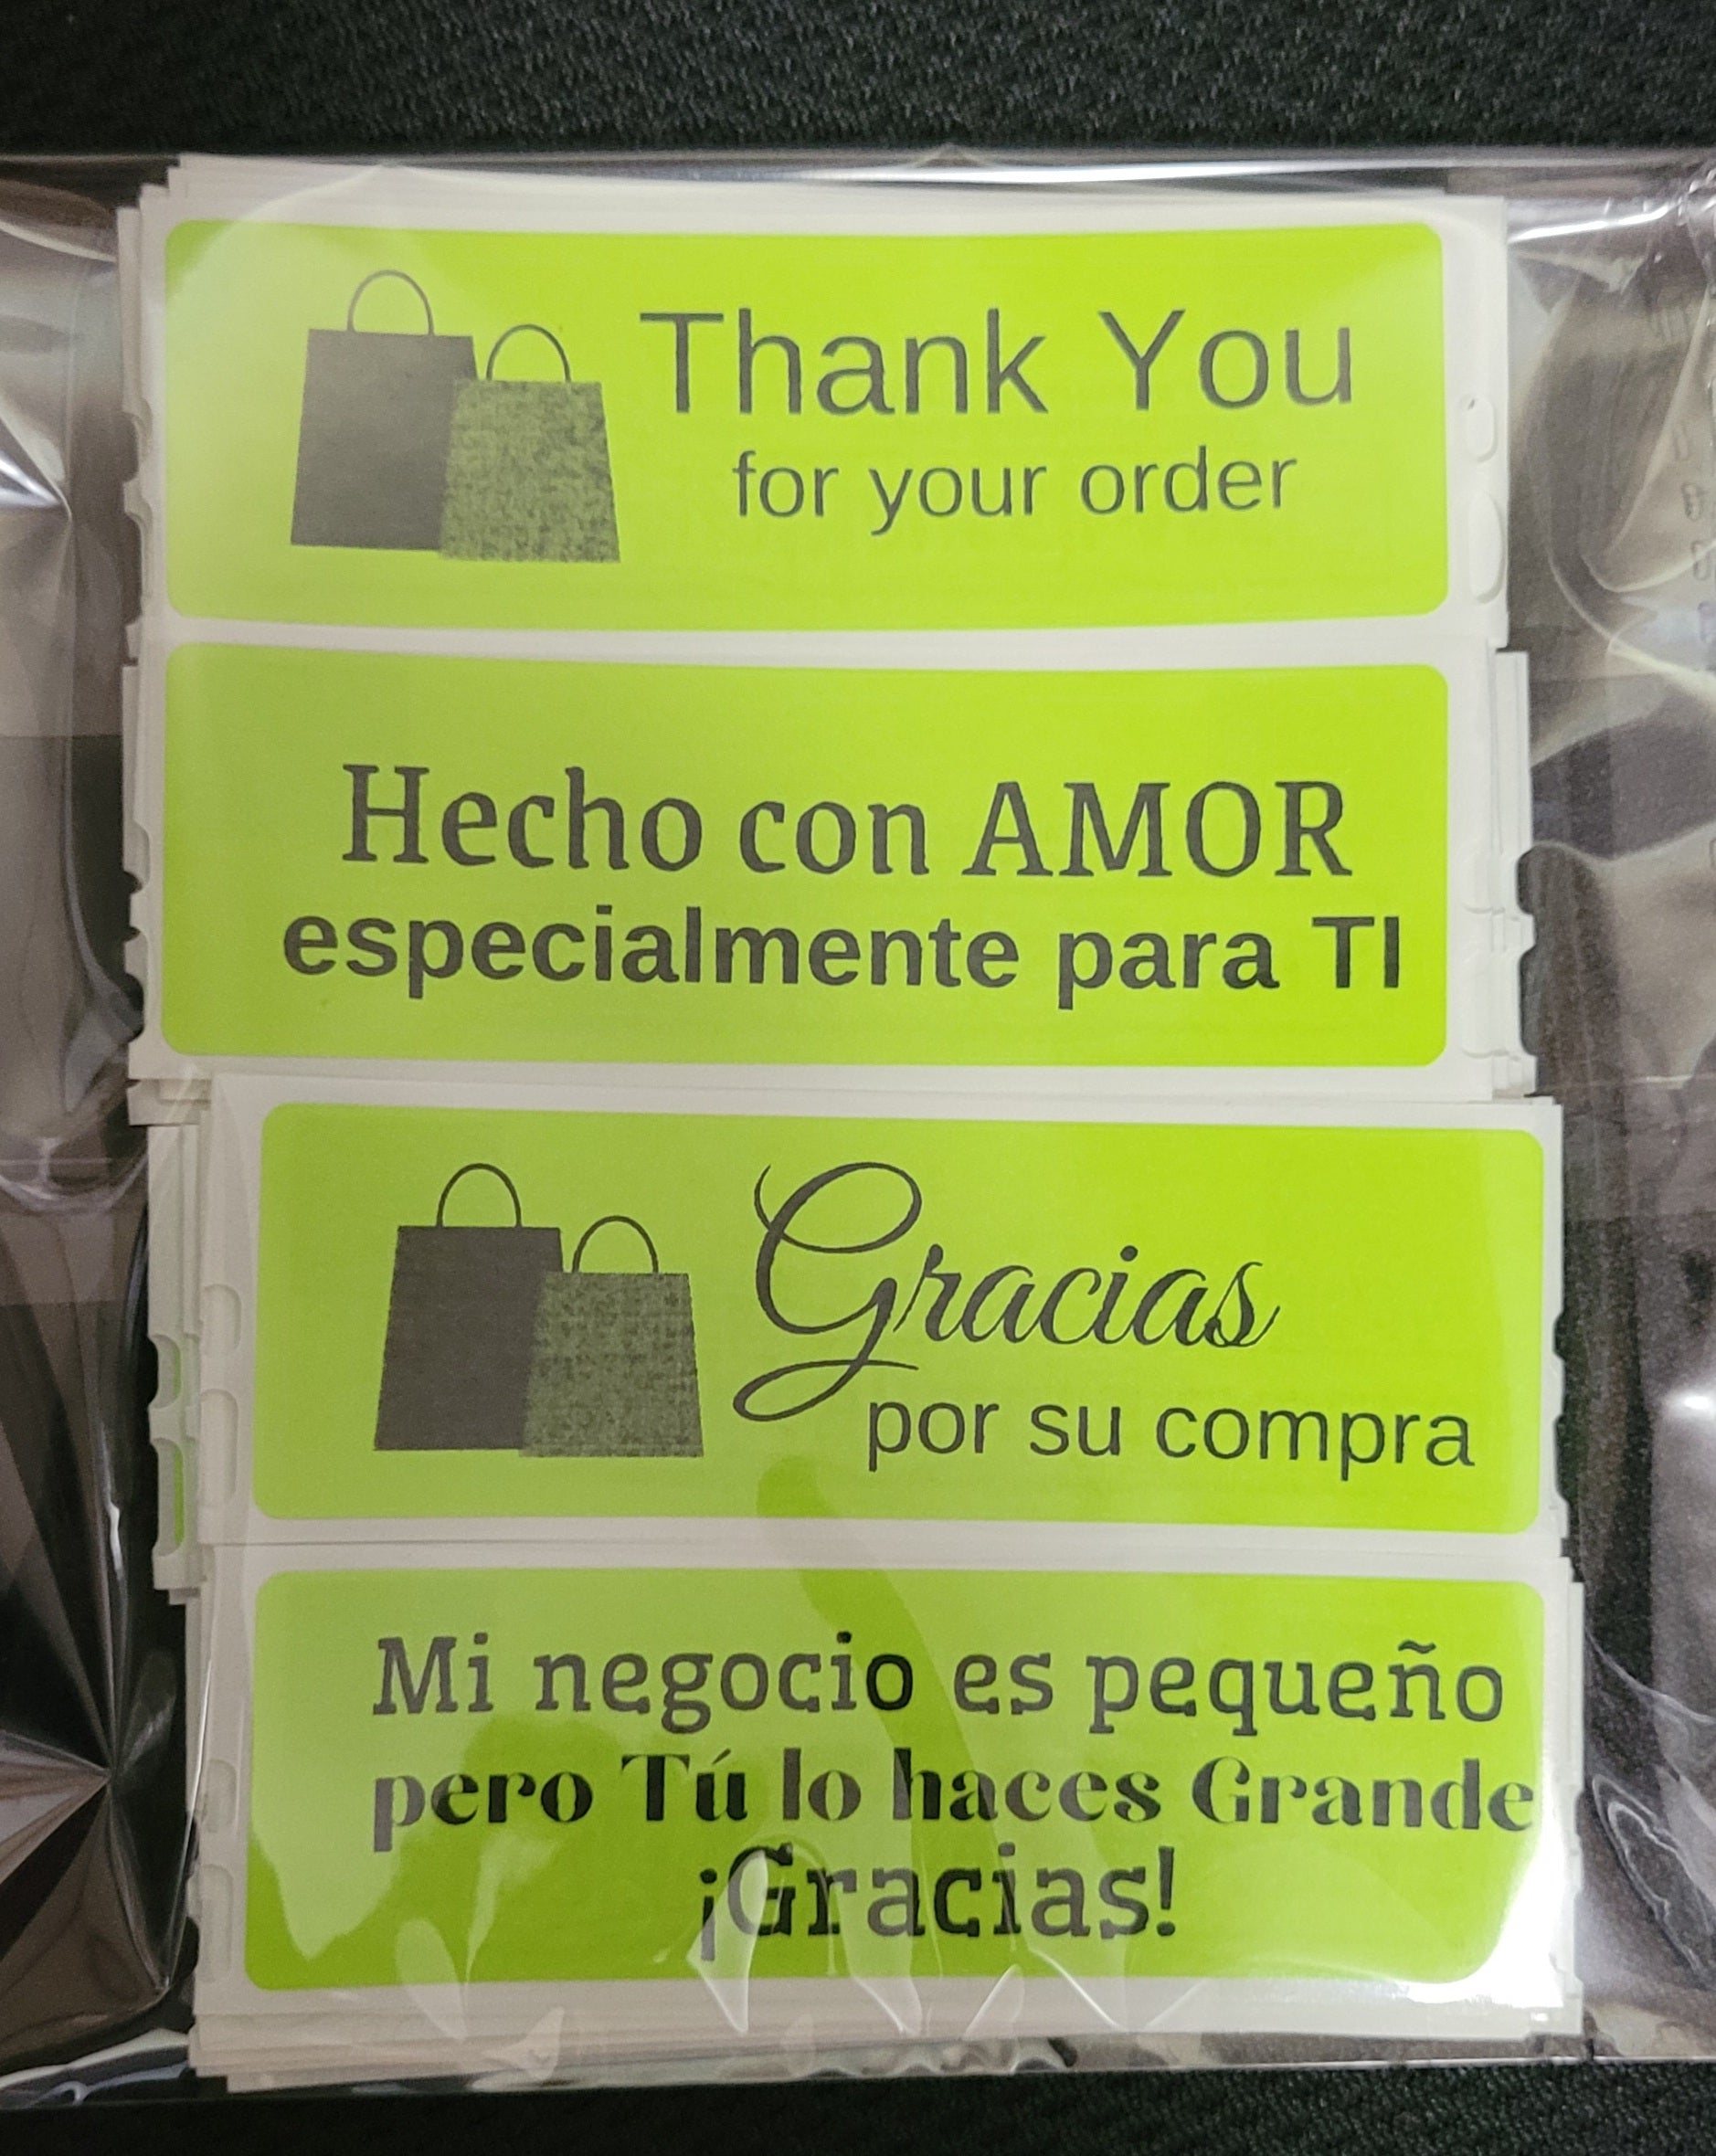 Thank You
for your order
Hecho con AMOR
especialmente para TI
Gracias
por su compra
Mi negocio es pequeño
pero Tú lo haces Grande
¡Gracias!